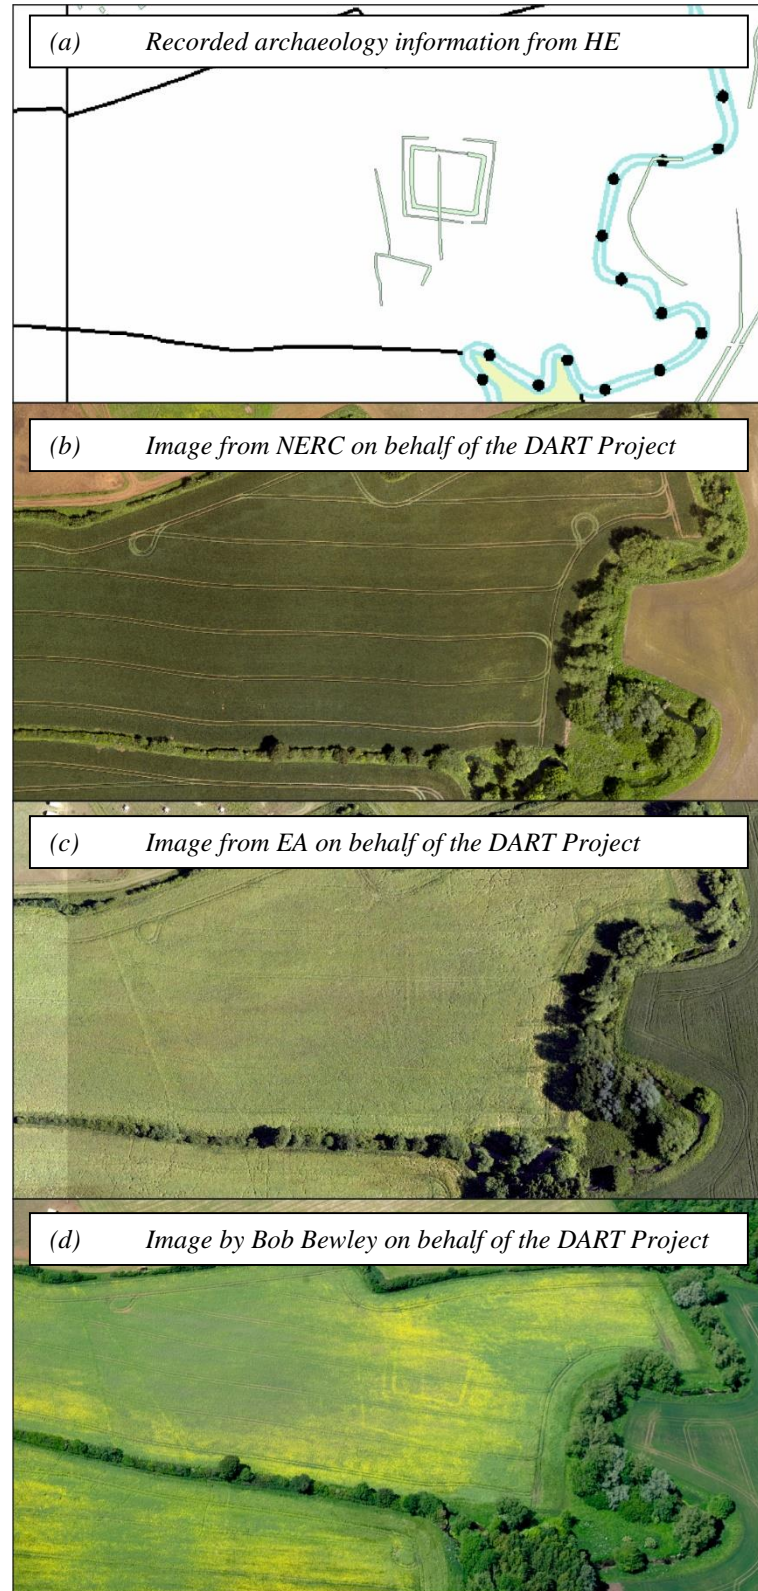 (a) Recorded archaeology information from HE
(b) Image from NERC on behalf of the DART Project
(c) Image from EA on behalf of the DART Project
(d) Image by Bob Bewley on behalf of the DART Project